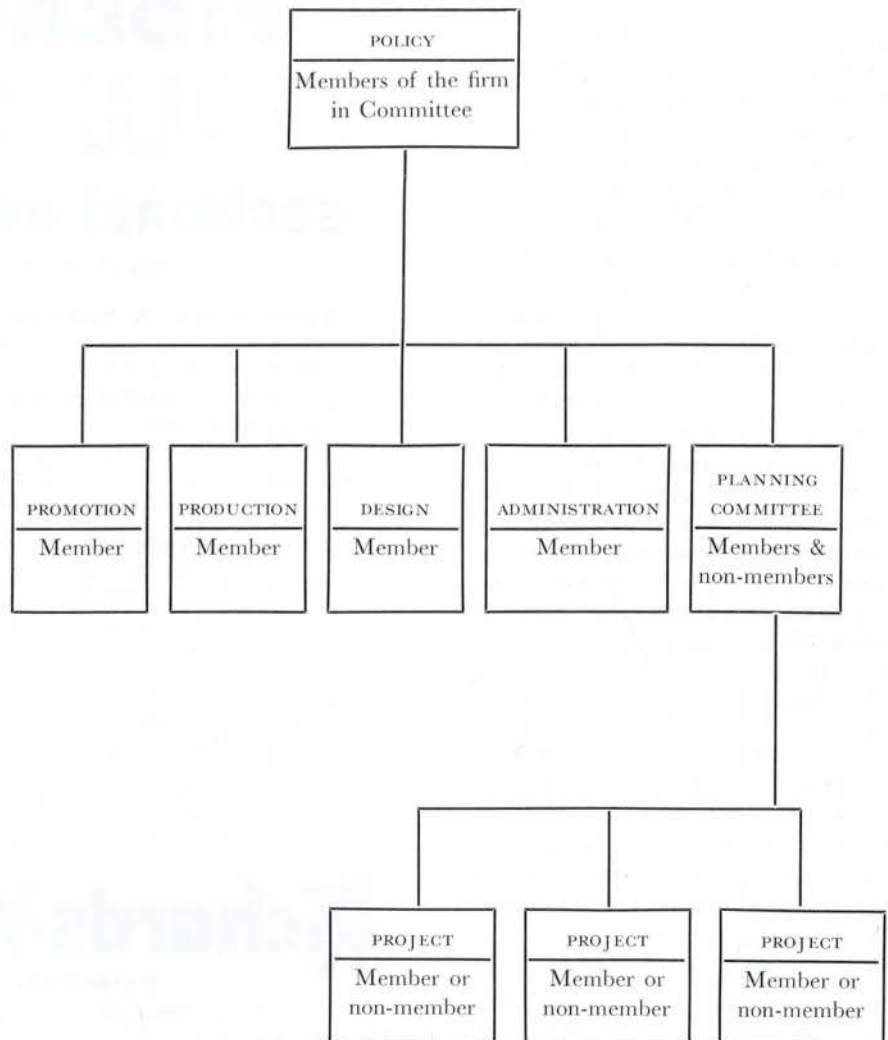 POLICY
Members of the firm
in Committee
PROMOTION
Member
PRODUCTION
Member
DESIGN
Member
ADMINISTRATION
Member
PLANNING
COMMITTEE
Members &
non-members
PROJECT
Member or
non-member
PROJECT
Member or
non-member
PROJECT
Member or
non-member